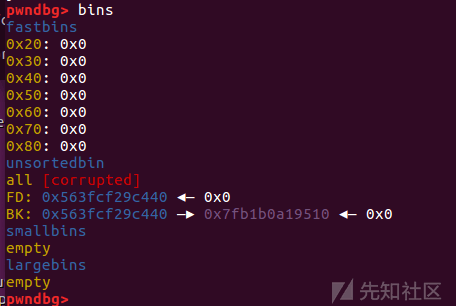 pwndbg> bins
fastbins
0x20: 0x0
0x30: 0x0
0x40: 0x0
0x50: 0x0
0x60: 0x0
0x70: 0x0
0x80: 0x0
unsortedbin
all [corrupted]
FD: 0x563fcf29c440 ◂— 0x0
BK: 0x563fcf29c440 —▸ 0x7fb1b0a19510 ◂— 0x0
smallbins
empty
largebins
empty
pwndbg>
先知社区